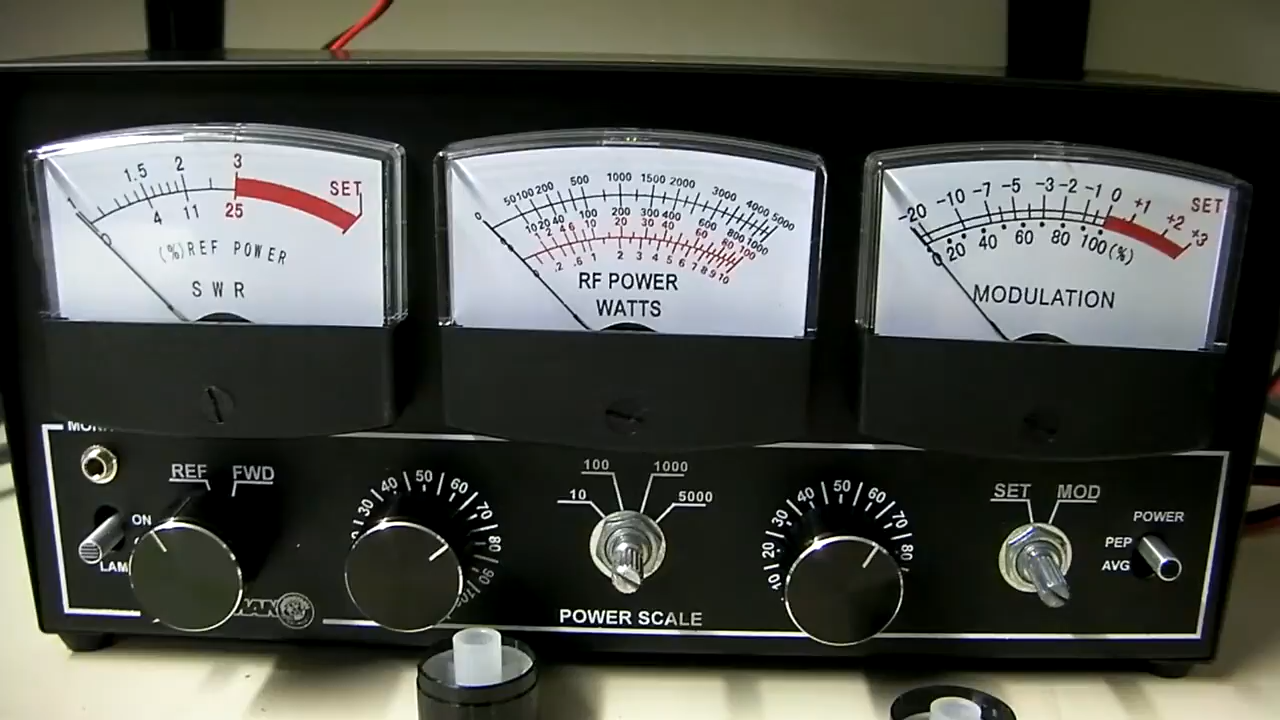 1 1.5 2 3 SET
0 4 11 25
(%)REF POWER
SWR
0 50 100 200 500 1000 1500 2000 3000 4000 5000
0 10 20 40 100 200 300 400 600 800 1000
2 4 6 10 20 30 40 60 80 100
0 .2 .6 1 2 3 4 5 6 7 8 9 10
RF POWER
WATTS
-20 -10 -7 -5 -3 -2 -1 0 +1 +2 +3 SET
0 20 40 60 80 100(%)
MODULATION
REF FWD
ON
30 40 50 60 70 80 90
100 1000
10 5000
POWER SCALE
10 20 30 40 50 60 70 80
SET MOD
POWER
PEP
AVG